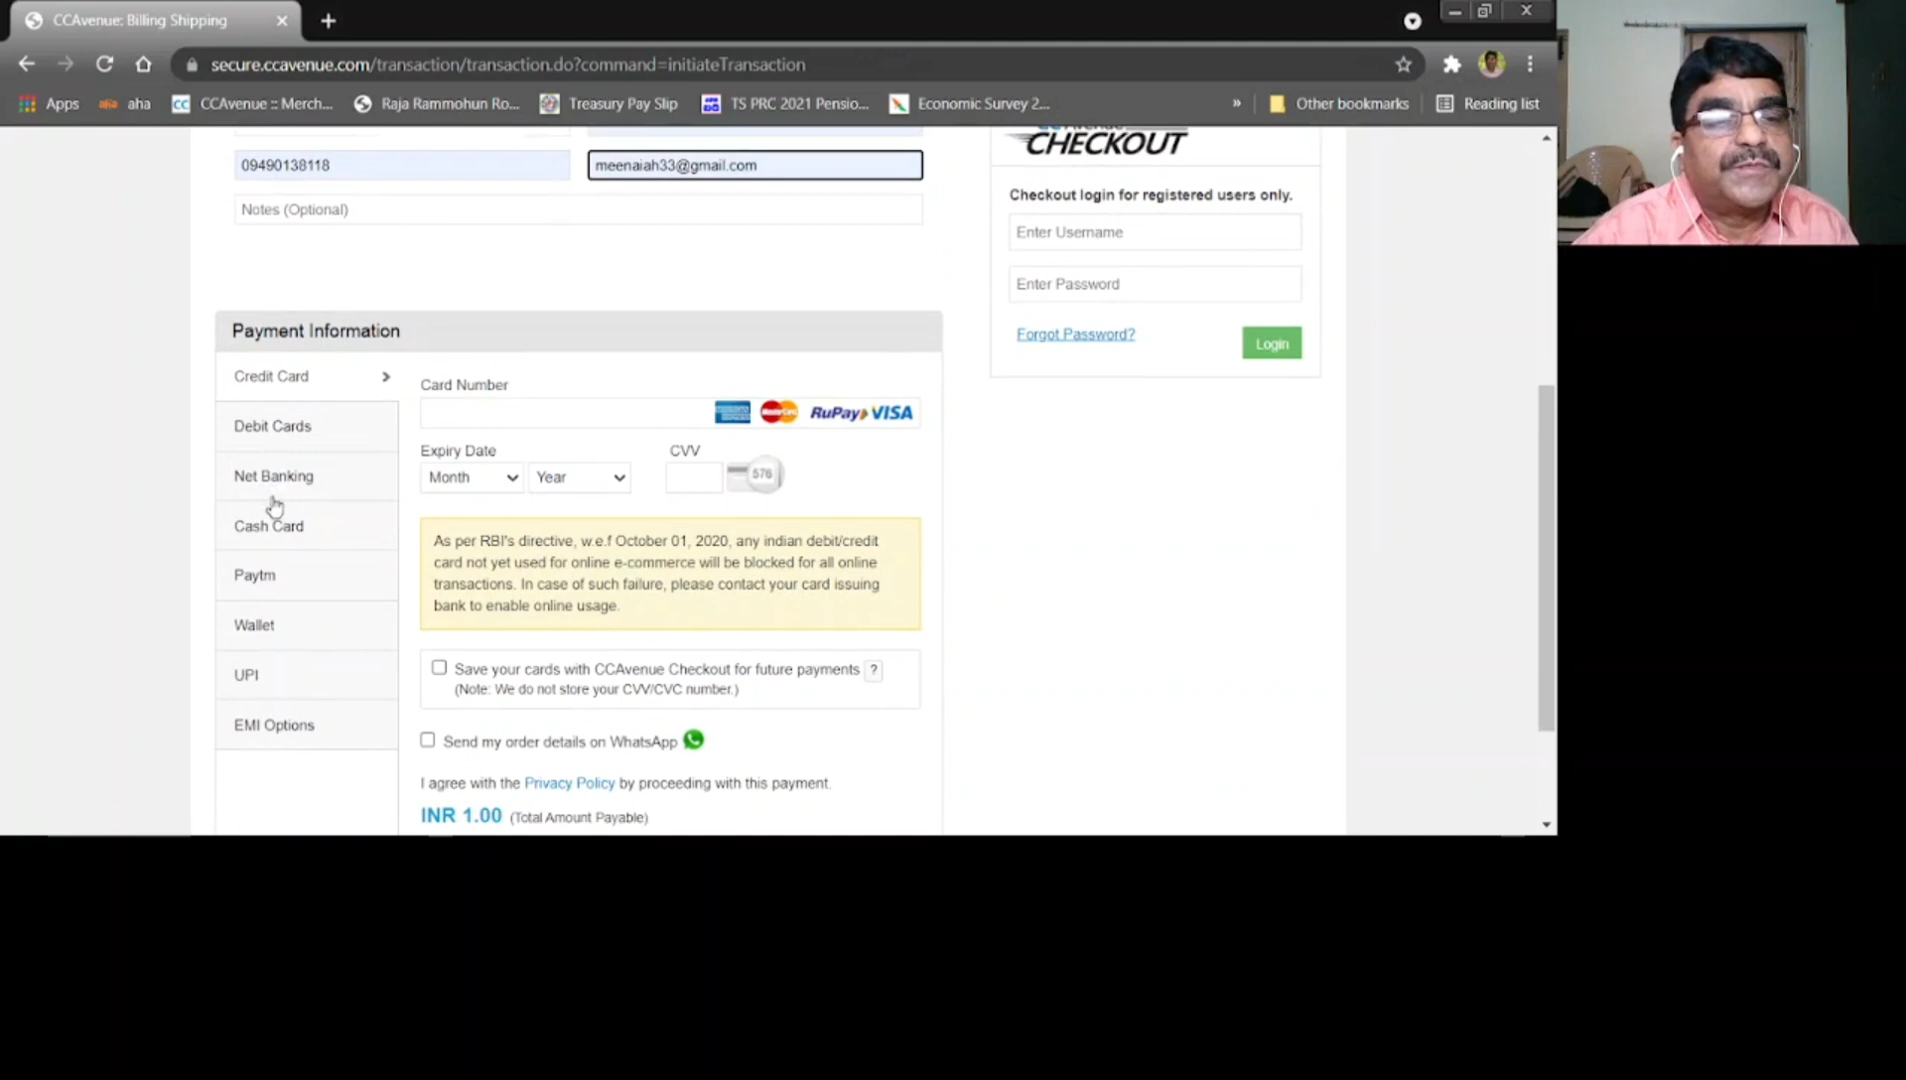 CCAvenue: Billing Shipping
secure.ccavenue.com/transaction/transaction.do?command=initiateTransaction
Apps aha CCAvenue :: Merch... Raja Rammohun Ro... Treasury Pay Slip TS PRC 2021 Pensio... Economic Survey 2... » Other bookmarks Reading list
CHECKOUT
09490138118 meenaiah33@gmail.com
Notes (Optional)
Checkout login for registered users only.
Enter Username
Enter Password
Forgot Password? Login
Payment Information
Credit Card
Debit Cards
Net Banking
Cash Card
Paytm
Wallet
UPI
EMI Options
Card Number
MasterCard RuPay VISA
Expiry Date CVV
Month Year 576
As per RBI's directive, w.e.f October 01, 2020, any indian debit/credit
card not yet used for online e-commerce will be blocked for all online
transactions. In case of such failure, please contact your card issuing
bank to enable online usage.
Save your cards with CCAvenue Checkout for future payments ?
(Note: We do not store your CVV/CVC number.)
Send my order details on WhatsApp
I agree with the Privacy Policy by proceeding with this payment.
INR 1.00 (Total Amount Payable)